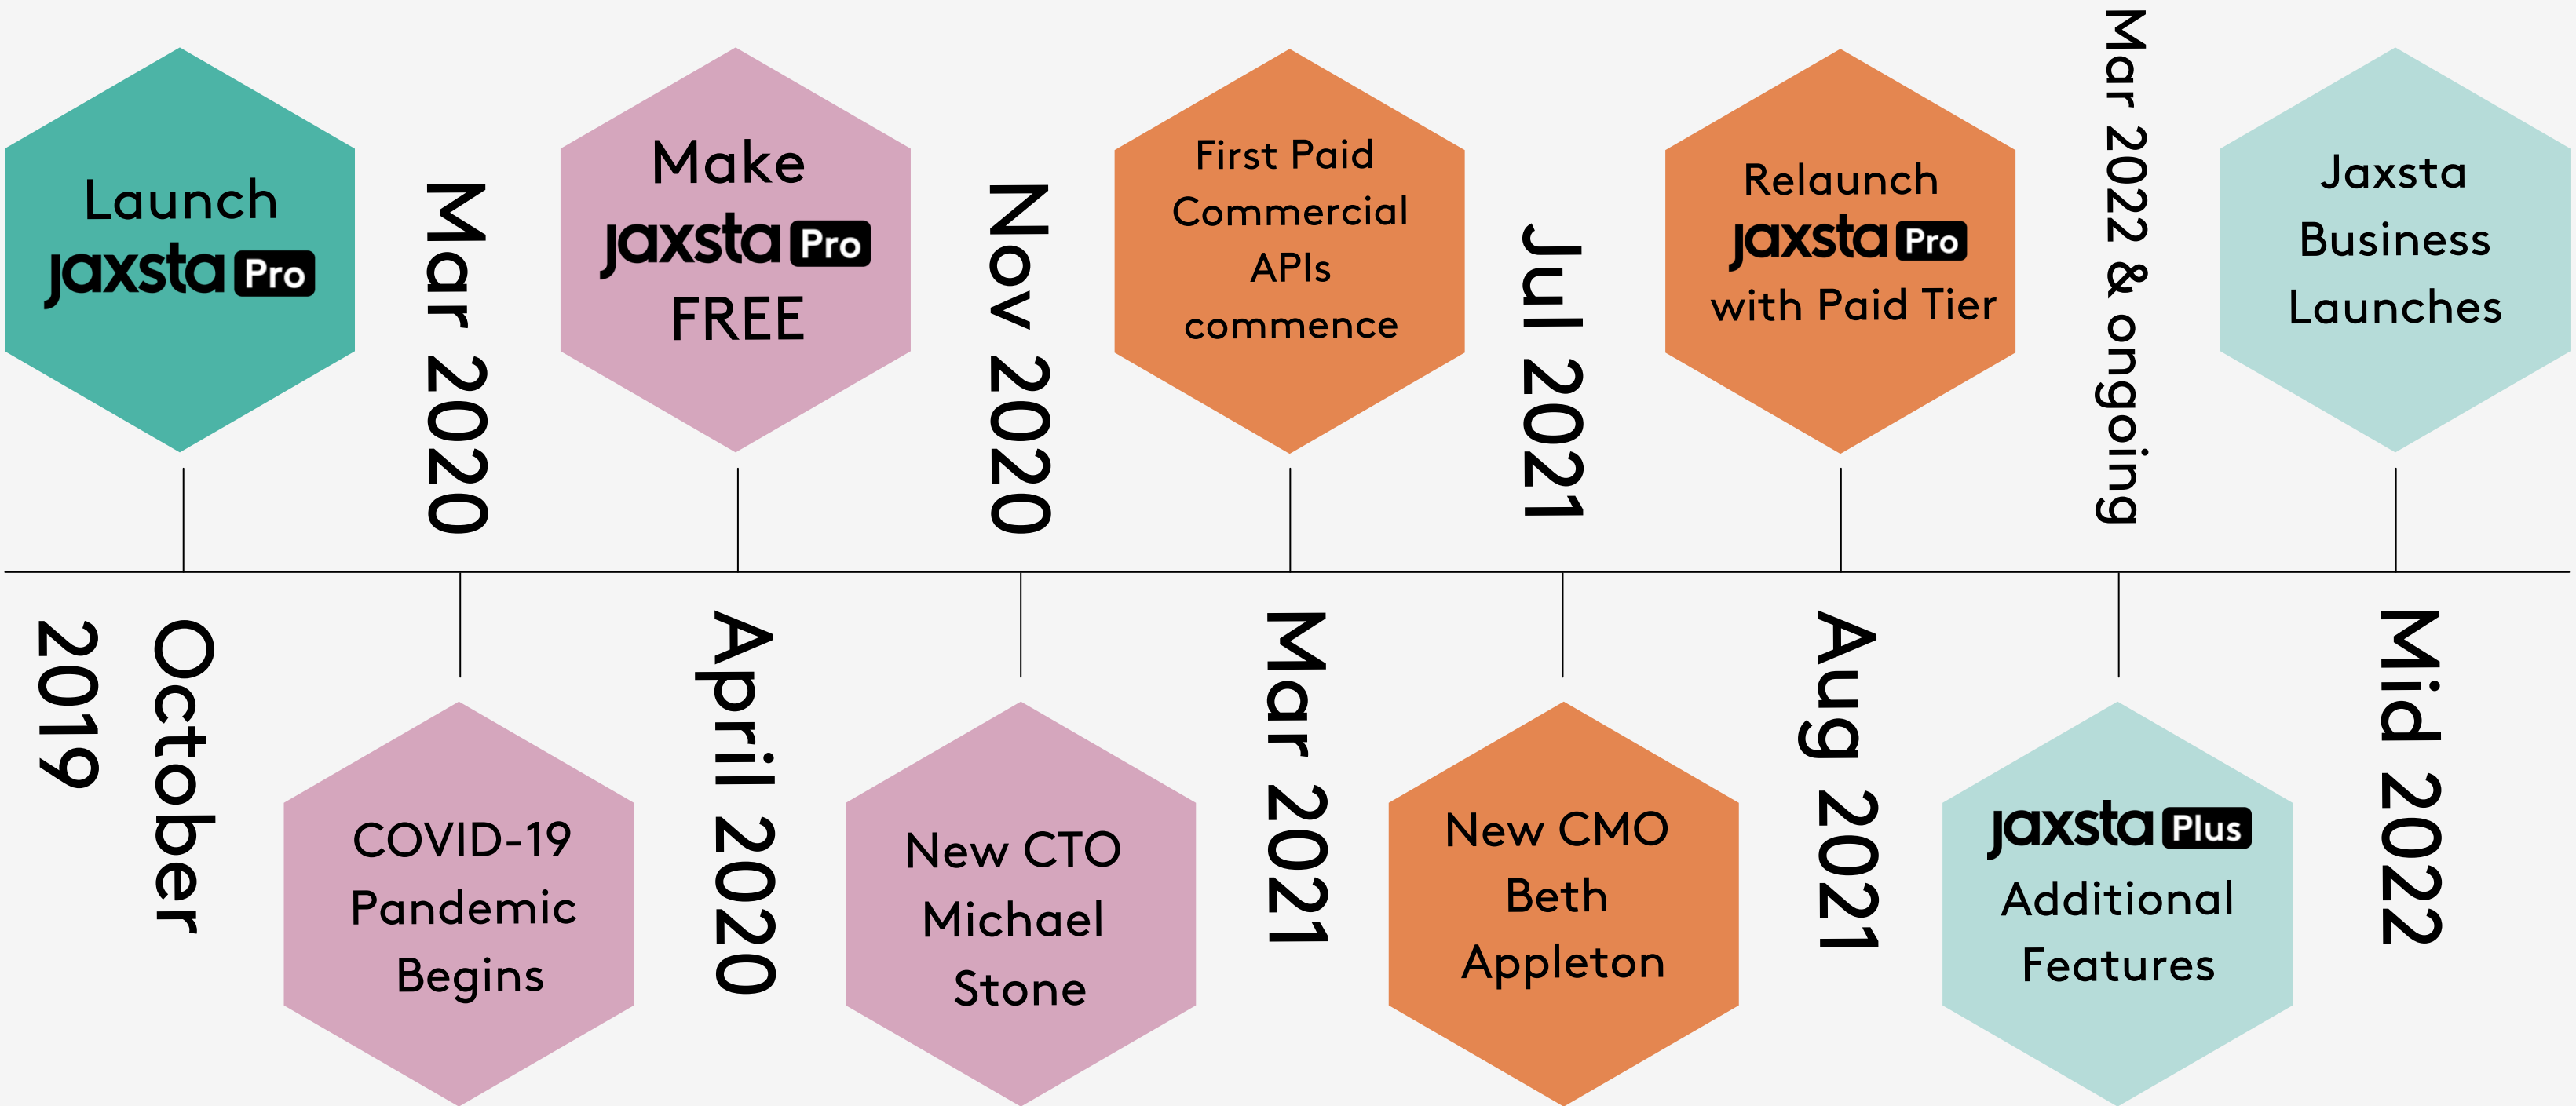 Launch
Jaxsta Pro
October
2019
Mar 2020
COVID-19
Pandemic
Begins
Make
Jaxsta Pro
FREE
April 2020
Nov 2020
New CTO
Michael
Stone
First Paid
Commercial
APIs
commence
Mar 2021
Jul 2021
New CMO
Beth
Appleton
Relaunch
Jaxsta Pro
with Paid Tier
Aug 2021
Mar 2022 & ongoing
Jaxsta Plus
Additional
Features
Jaxsta
Business
Launches
Mid 2022